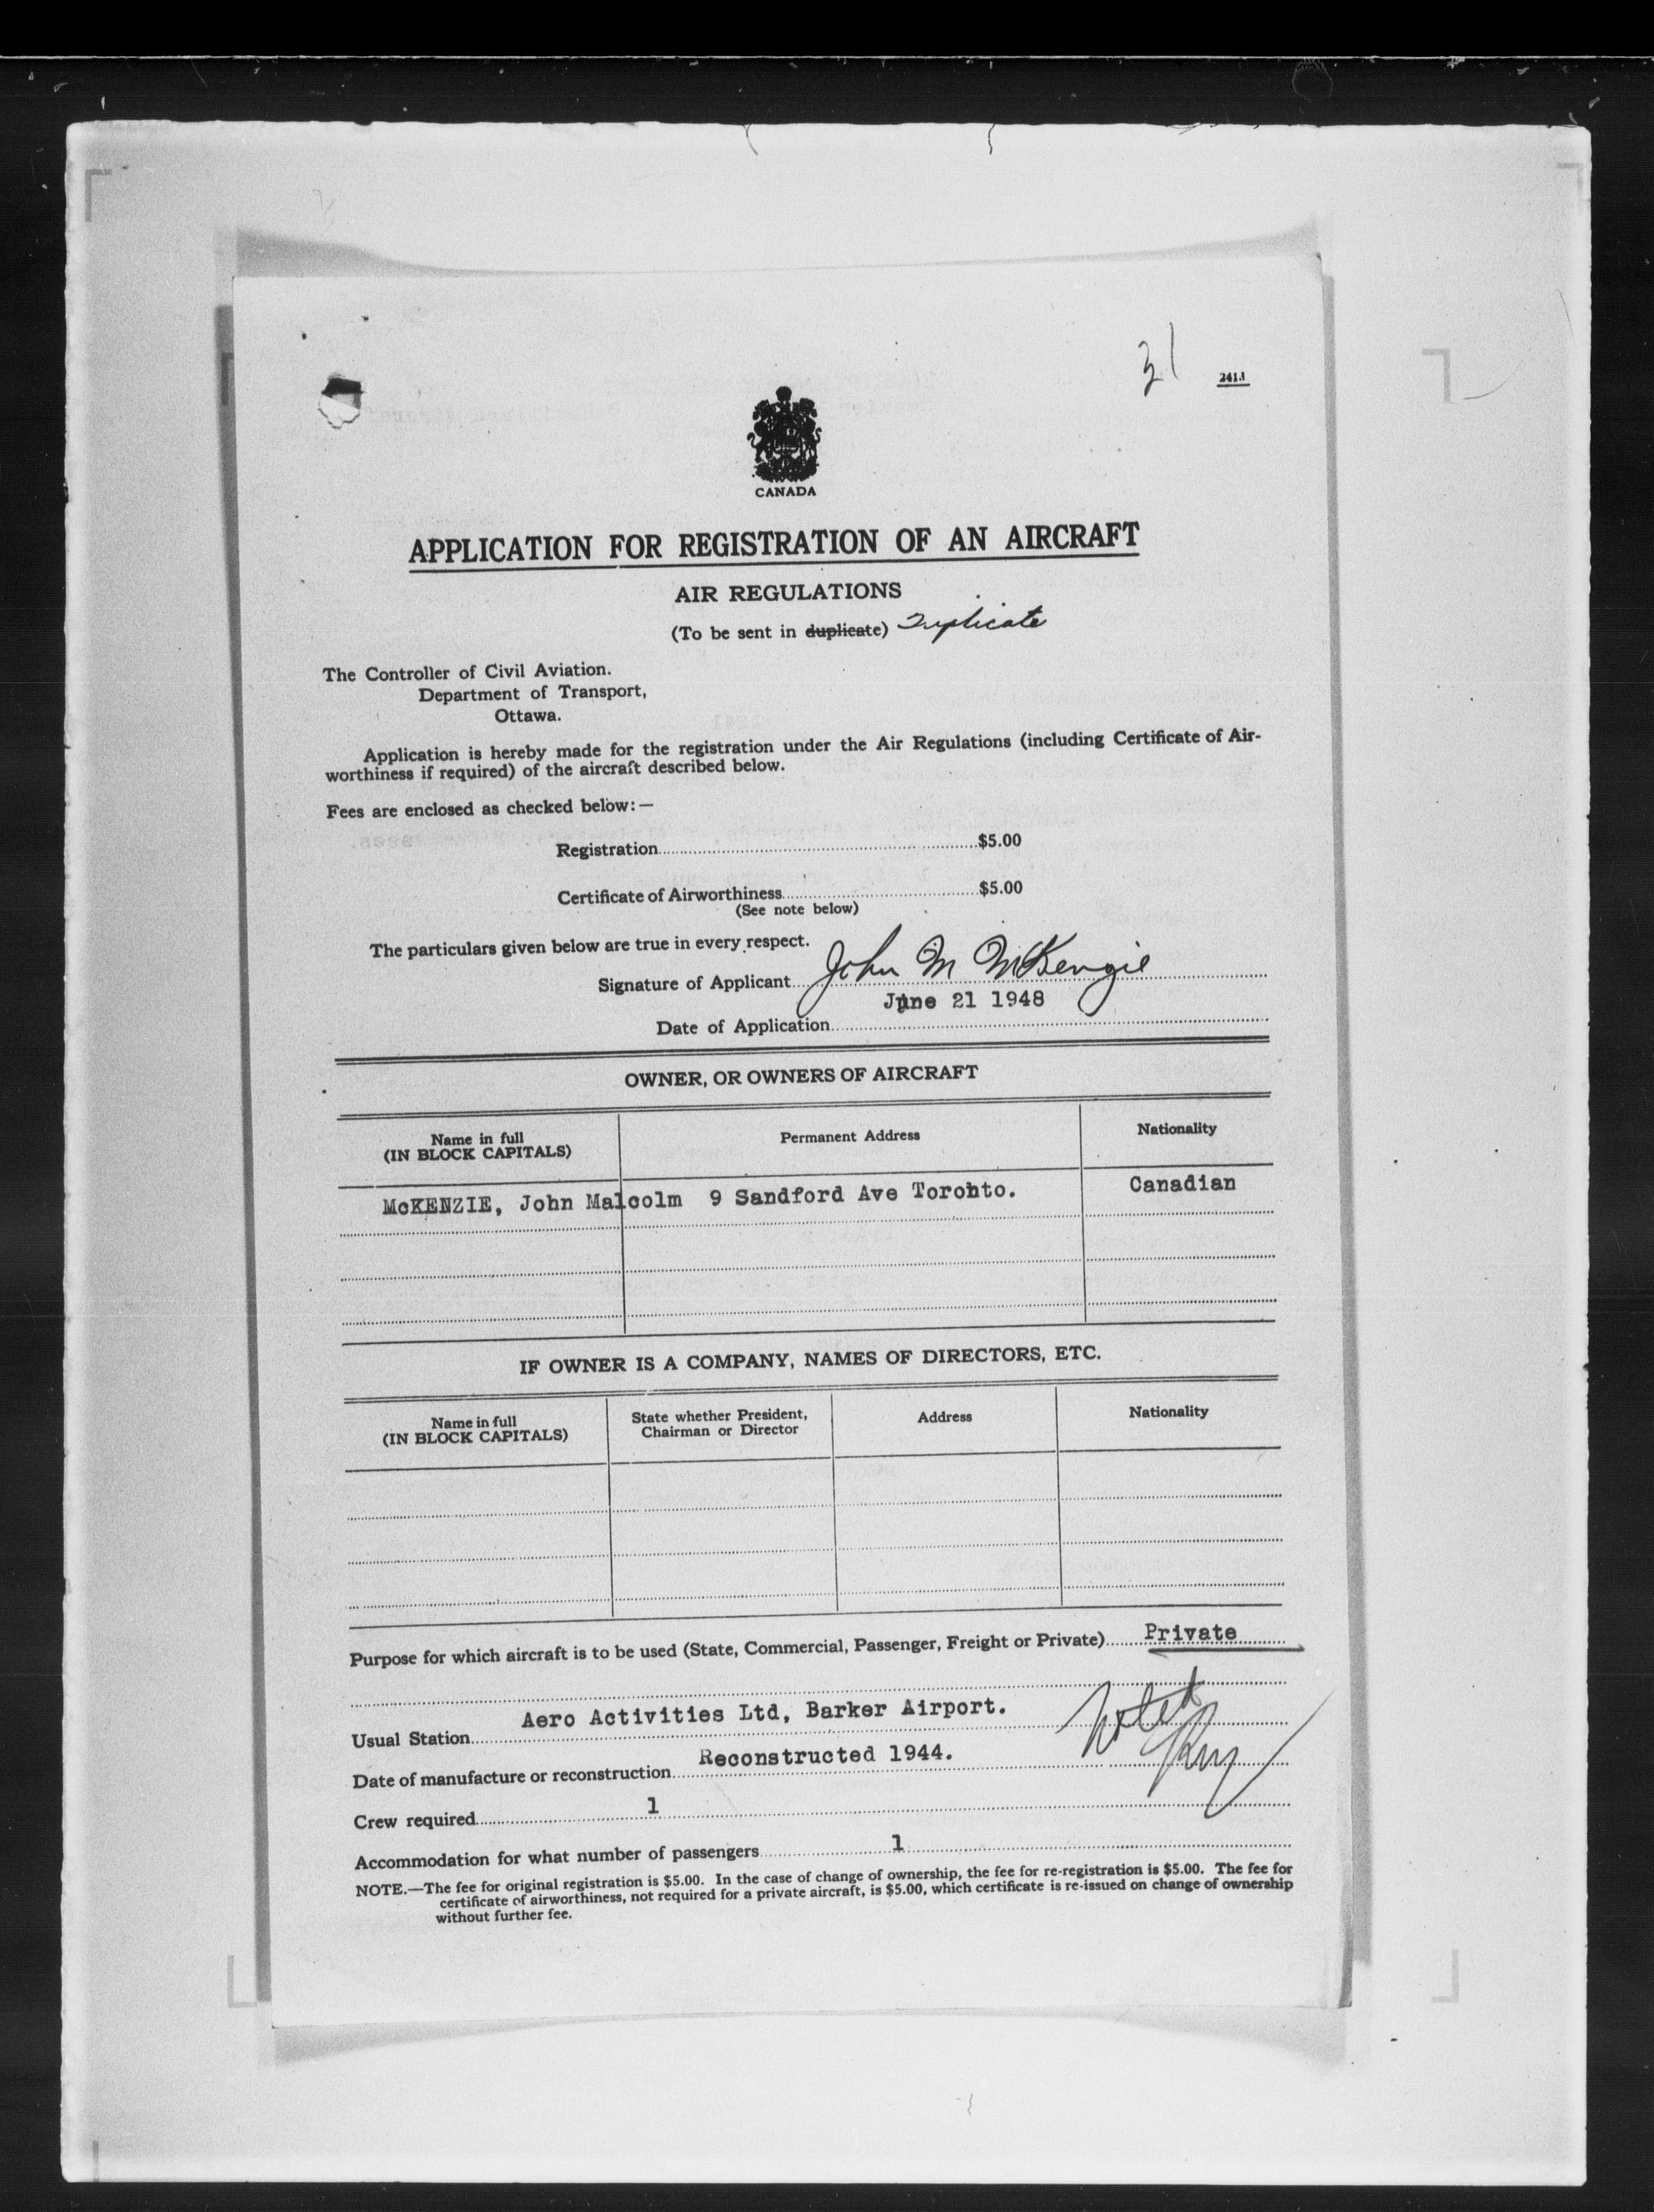 31
2413
CANADA
APPLICATION FOR REGISTRATION OF AN AIRCRAFT
AIR REGULATIONS
(To be sent in duplicate) Duplicate
The Controller of Civil Aviation.
Department of Transport,
Ottawa.
Application is hereby made for the registration under the Air Regulations (including Certificate of Air-
worthiness if required) of the aircraft described below.
Fees are enclosed as checked below:—
Registration $5.00
Certificate of Airworthiness $5.00
(See note below)
The particulars given below are true in every respect.
Signature of Applicant John M McKenzie
June 21 1948
Date of Application
OWNER, OR OWNERS OF AIRCRAFT
Name in full
(IN BLOCK CAPITALS)
Permanent Address
Nationality
McKENZIE, John Malcolm 9 Sandford Ave Toronto. Canadian
IF OWNER IS A COMPANY, NAMES OF DIRECTORS, ETC.
Name in full
(IN BLOCK CAPITALS)
State whether President,
Chairman or Director
Address
Nationality
Purpose for which aircraft is to be used (State, Commercial, Passenger, Freight or Private) Private
Usual Station Aero Activities Ltd, Barker Airport.
Noted
Date of manufacture or reconstruction Reconstructed 1944.
Crew required 1
Accommodation for what number of passengers 1
NOTE.—The fee for original registration is $5.00. In the case of change of ownership, the fee for re-registration is $5.00. The fee for
certificate of airworthiness, not required for a private aircraft, is $5.00, which certificate is re-issued on change of ownership
without further fee.